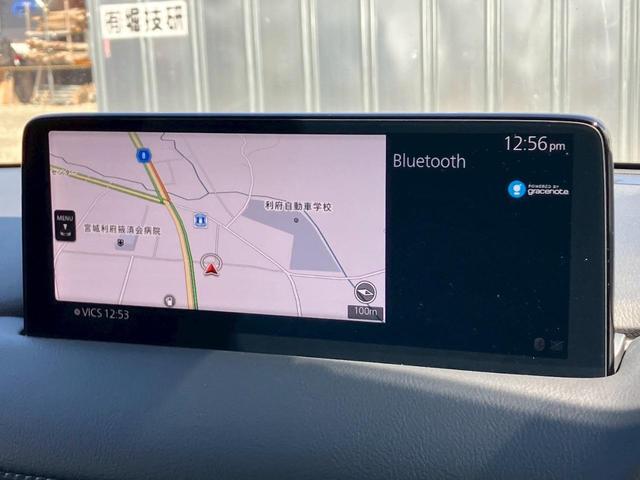 有堀技研
12:56pm
Bluetooth
POWERED BY
gracenote.
利府自動車学校
MENU
宮城利府掖済会病院
100m
VICS 12:53